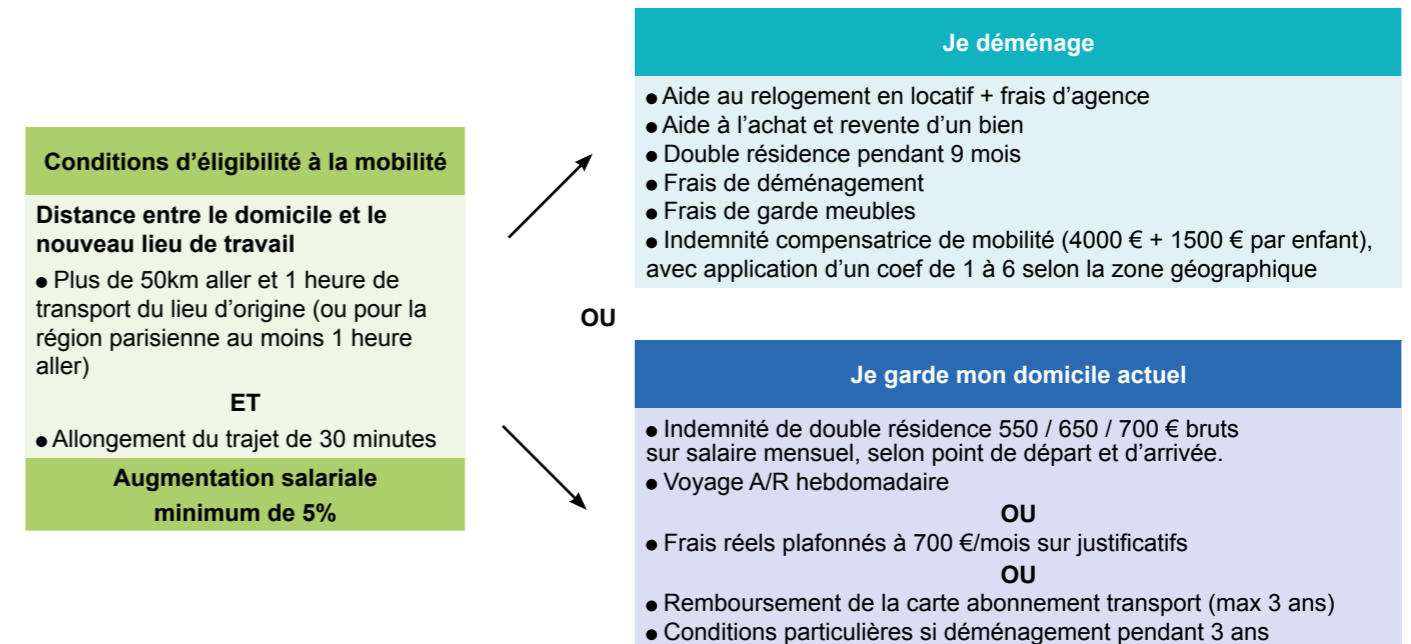 Conditions d’éligibilité à la mobilité
Distance entre le domicile et le
nouveau lieu de travail
● Plus de 50km aller et 1 heure de
transport du lieu d’origine (ou pour la
région parisienne au moins 1 heure
aller)
ET
● Allongement du trajet de 30 minutes
Augmentation salariale
minimum de 5%
OU
Je déménage
● Aide au relogement en locatif + frais d’agence
● Aide à l’achat et revente d’un bien
● Double résidence pendant 9 mois
● Frais de déménagement
● Frais de garde meubles
● Indemnité compensatrice de mobilité (4000 € + 1500 € par enfant),
avec application d’un coef de 1 à 6 selon la zone géographique
Je garde mon domicile actuel
● Indemnité de double résidence 550 / 650 / 700 € bruts
sur salaire mensuel, selon point de départ et d’arrivée.
● Voyage A/R hebdomadaire
OU
● Frais réels plafonnés à 700 €/mois sur justificatifs
OU
● Remboursement de la carte abonnement transport (max 3 ans)
● Conditions particulières si déménagement pendant 3 ans